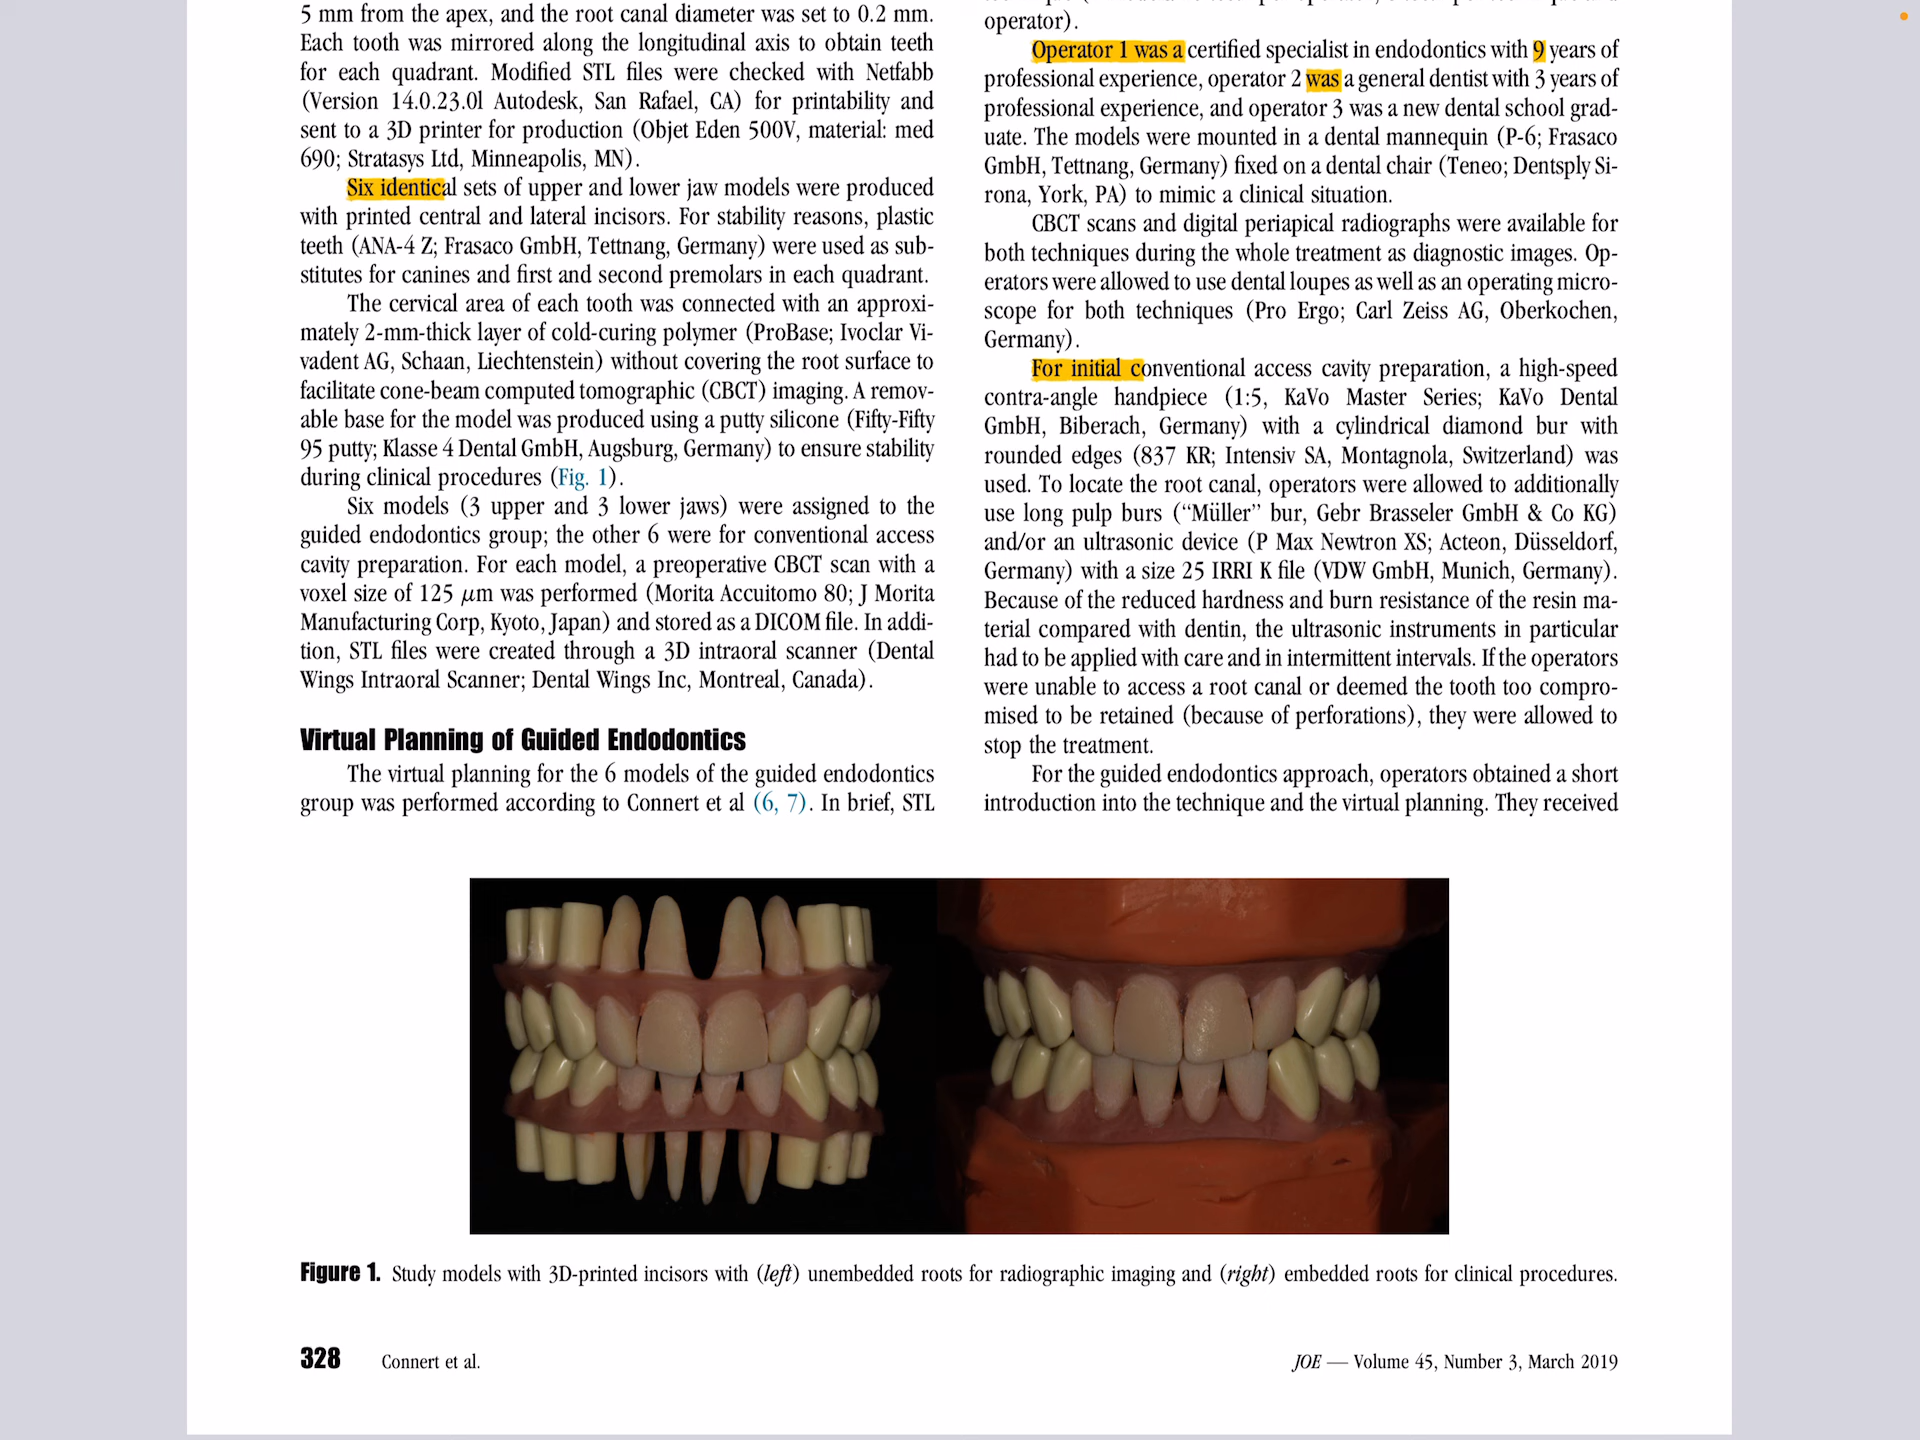 5 mm from the apex, and the root canal diameter was set to 0.2 mm.
Each tooth was mirrored along the longitudinal axis to obtain teeth
for each quadrant. Modified STL files were checked with Netfabb
(Version 14.0.23.0l Autodesk, San Rafael, CA) for printability and
sent to a 3D printer for production (Objet Eden 500V, material: med
690; Stratasys Ltd, Minneapolis, MN).
Six identical sets of upper and lower jaw models were produced
with printed central and lateral incisors. For stability reasons, plastic
teeth (ANA-4 Z; Frasaco GmbH, Tettnang, Germany) were used as sub-
stitutes for canines and first and second premolars in each quadrant.
The cervical area of each tooth was connected with an approxi-
mately 2-mm-thick layer of cold-curing polymer (ProBase; Ivoclar Vi-
vadent AG, Schaan, Liechtenstein) without covering the root surface to
facilitate cone-beam computed tomographic (CBCT) imaging. A remov-
able base for the model was produced using a putty silicone (Fifty-Fifty
95 putty; Klasse 4 Dental GmbH, Augsburg, Germany) to ensure stability
during clinical procedures (Fig. 1).
Six models (3 upper and 3 lower jaws) were assigned to the
guided endodontics group; the other 6 were for conventional access
cavity preparation. For each model, a preoperative CBCT scan with a
voxel size of 125 μm was performed (Morita Accuitomo 80; J Morita
Manufacturing Corp, Kyoto, Japan) and stored as a DICOM file. In addi-
tion, STL files were created through a 3D intraoral scanner (Dental
Wings Intraoral Scanner; Dental Wings Inc, Montreal, Canada).
Virtual Planning of Guided Endodontics
The virtual planning for the 6 models of the guided endodontics
group was performed according to Connert et al (6, 7). In brief, STL
operator).
Operator 1 was a certified specialist in endodontics with 9 years of
professional experience, operator 2 was a general dentist with 3 years of
professional experience, and operator 3 was a new dental school grad-
uate. The models were mounted in a dental mannequin (P-6; Frasaco
GmbH, Tettnang, Germany) fixed on a dental chair (Teneo; Dentsply Si-
rona, York, PA) to mimic a clinical situation.
CBCT scans and digital periapical radiographs were available for
both techniques during the whole treatment as diagnostic images. Op-
erators were allowed to use dental loupes as well as an operating micro-
scope for both techniques (Pro Ergo; Carl Zeiss AG, Oberkochen,
Germany).
For initial conventional access cavity preparation, a high-speed
contra-angle handpiece (1:5, KaVo Master Series; KaVo Dental
GmbH, Biberach, Germany) with a cylindrical diamond bur with
rounded edges (837 KR; Intensiv SA, Montagnola, Switzerland) was
used. To locate the root canal, operators were allowed to additionally
use long pulp burs (“Müller” bur, Gebr Brasseler GmbH & Co KG)
and/or an ultrasonic device (P Max Newtron XS; Acteon, Düsseldorf,
Germany) with a size 25 IRRI K file (VDW GmbH, Munich, Germany).
Because of the reduced hardness and burn resistance of the resin ma-
terial compared with dentin, the ultrasonic instruments in particular
had to be applied with care and in intermittent intervals. If the operators
were unable to access a root canal or deemed the tooth too compro-
mised to be retained (because of perforations), they were allowed to
stop the treatment.
For the guided endodontics approach, operators obtained a short
introduction into the technique and the virtual planning. They received
Figure 1. Study models with 3D-printed incisors with (left) unembedded roots for radiographic imaging and (right) embedded roots for clinical procedures.
328 Connert et al.
JOE — Volume 45, Number 3, March 2019